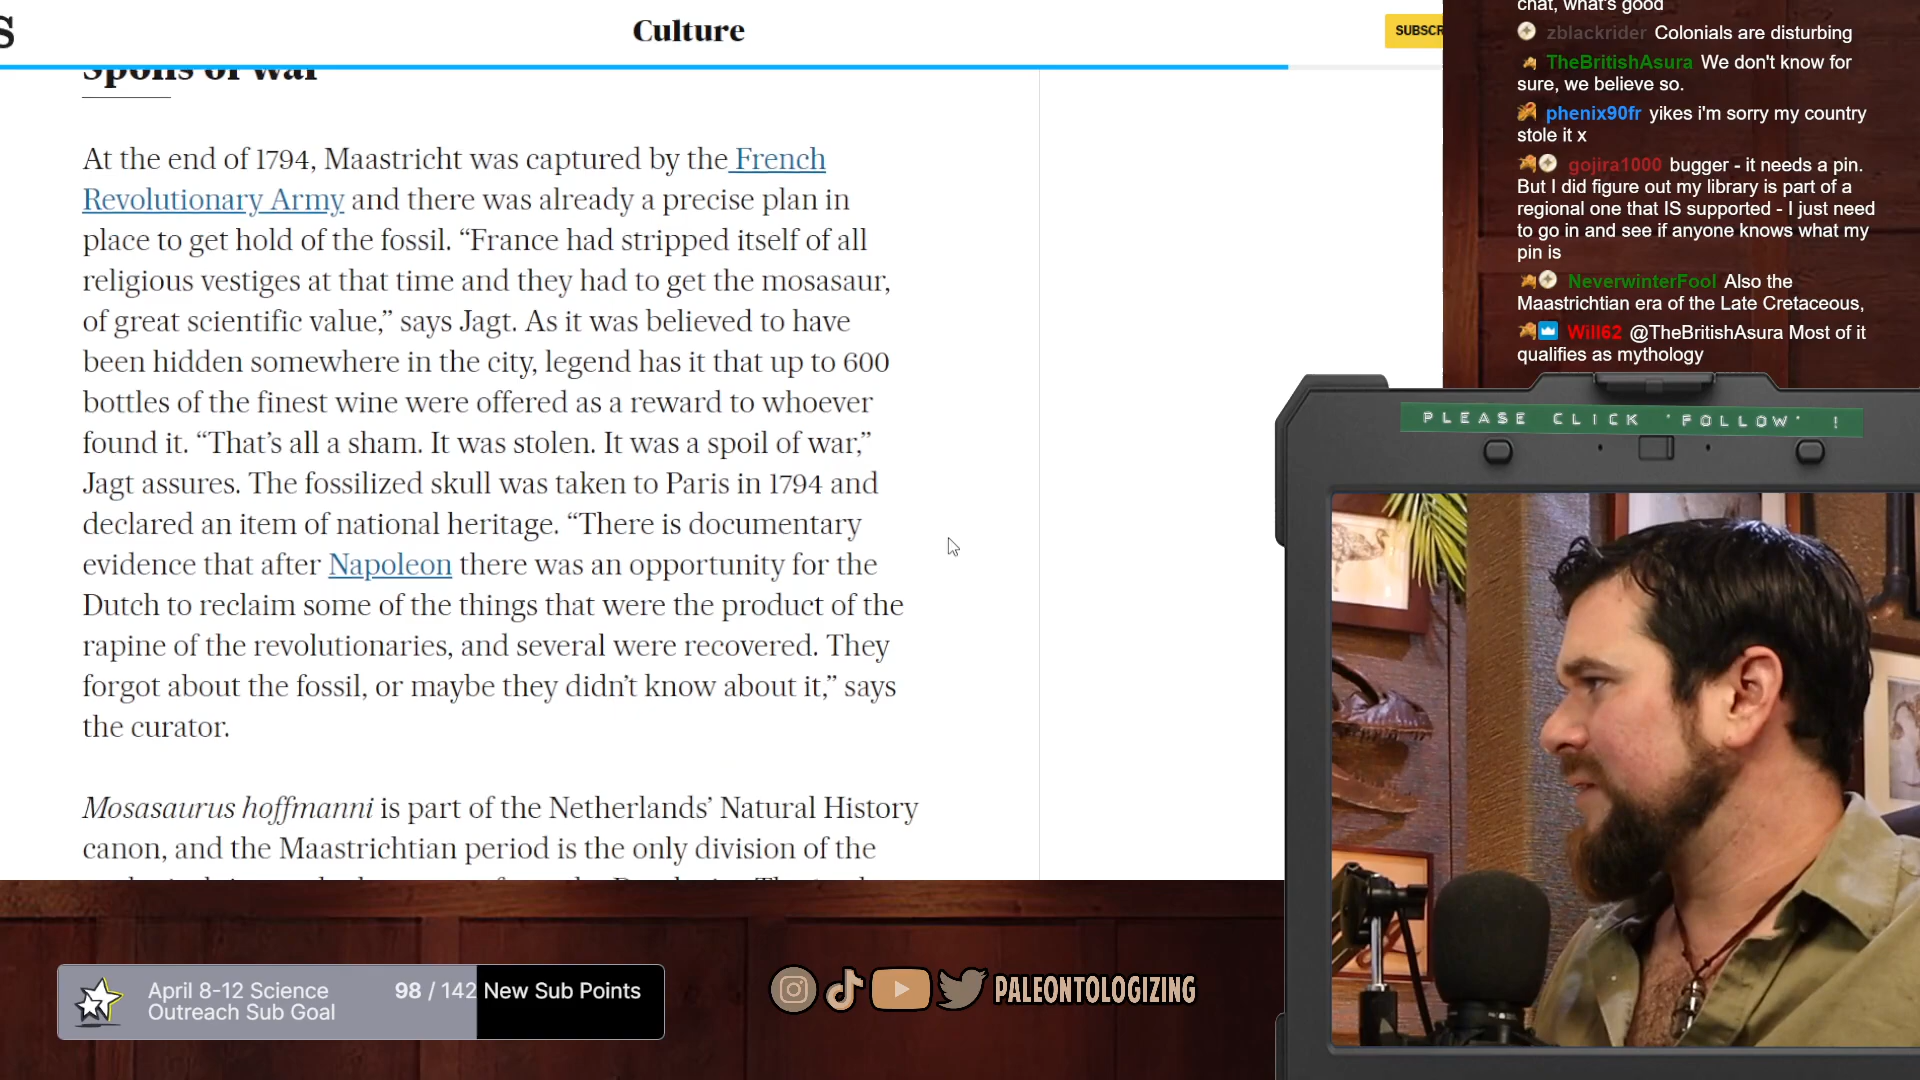 S
Culture
SUBSCR
Spoils of war
At the end of 1794, Maastricht was captured by the French
Revolutionary Army and there was already a precise plan in
place to get hold of the fossil. “France had stripped itself of all
religious vestiges at that time and they had to get the mosasaur,
of great scientific value,” says Jagt. As it was believed to have
been hidden somewhere in the city, legend has it that up to 600
bottles of the finest wine were offered as a reward to whoever
found it. “That’s all a sham. It was stolen. It was a spoil of war,”
Jagt assures. The fossilized skull was taken to Paris in 1794 and
declared an item of national heritage. “There is documentary
evidence that after Napoleon there was an opportunity for the
Dutch to reclaim some of the things that were the product of the
rapine of the revolutionaries, and several were recovered. They
forgot about the fossil, or maybe they didn’t know about it,” says
the curator.
Mosasaurus hoffmanni is part of the Netherlands’ Natural History
canon, and the Maastrichtian period is the only division of the
chat, what's good
zblackrider Colonials are disturbing
TheBritishAsura We don't know for
sure, we believe so.
phenix90fr yikes i'm sorry my country
stole it x
gojira1000 bugger - it needs a pin.
But I did figure out my library is part of a
regional one that IS supported - I just need
to go in and see if anyone knows what my
pin is
NeverwinterFool Also the
Maastrichtian era of the Late Cretaceous,
Will62 @TheBritishAsura Most of it
qualifies as mythology
PLEASE CLICK 'FOLLOW' !
April 8-12 Science
Outreach Sub Goal
98 / 142 New Sub Points
PALEONTOLOGIZING